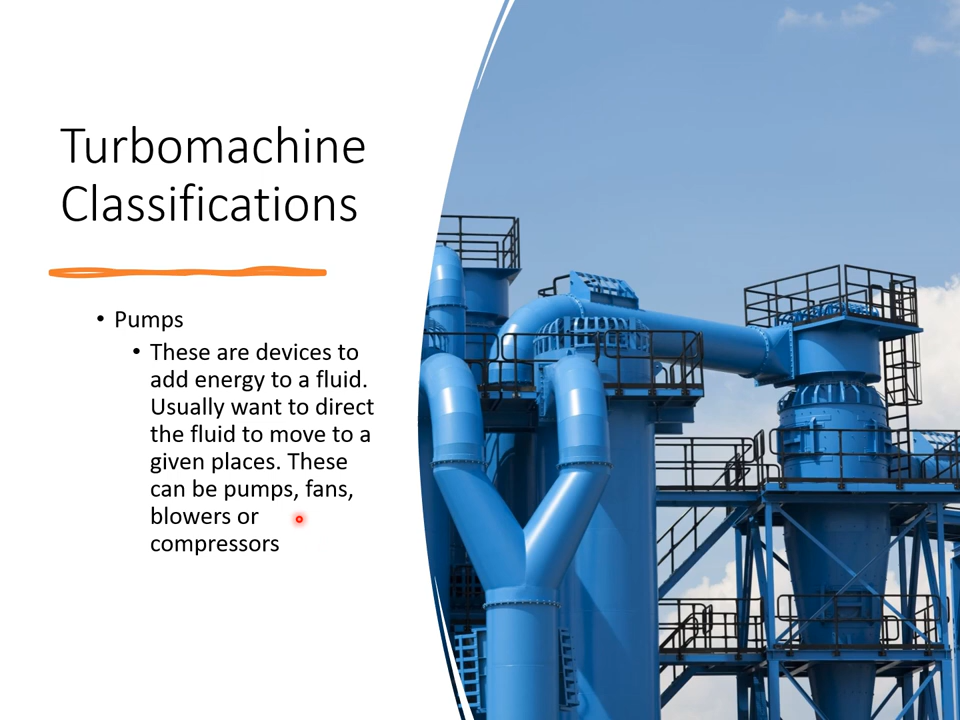 Turbomachine
Classifications
• Pumps
• These are devices to
add energy to a fluid.
Usually want to direct
the fluid to move to a
given places. These
can be pumps, fans,
blowers or
compressors